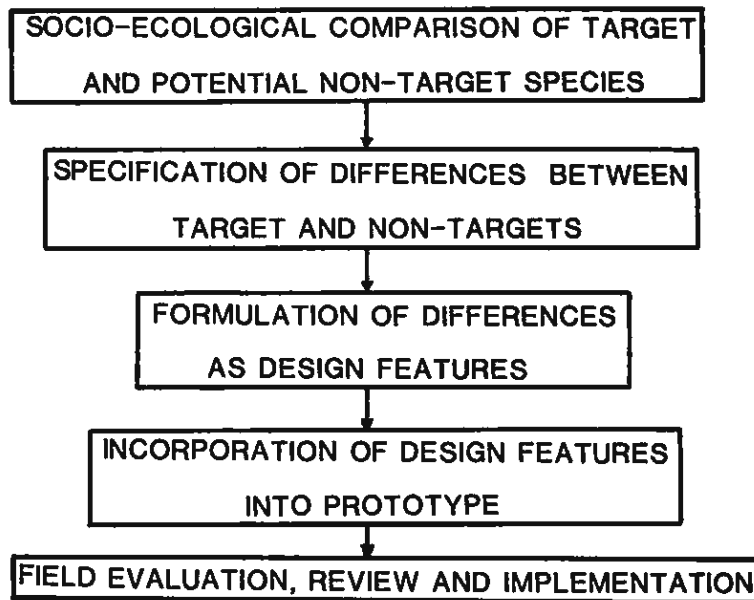 SOCIO-ECOLOGICAL COMPARISON OF TARGET
AND POTENTIAL NON-TARGET SPECIES
SPECIFICATION OF DIFFERENCES BETWEEN
TARGET AND NON-TARGETS
FORMULATION OF DIFFERENCES
AS DESIGN FEATURES
INCORPORATION OF DESIGN FEATURES
INTO PROTOTYPE
FIELD EVALUATION, REVIEW AND IMPLEMENTATION